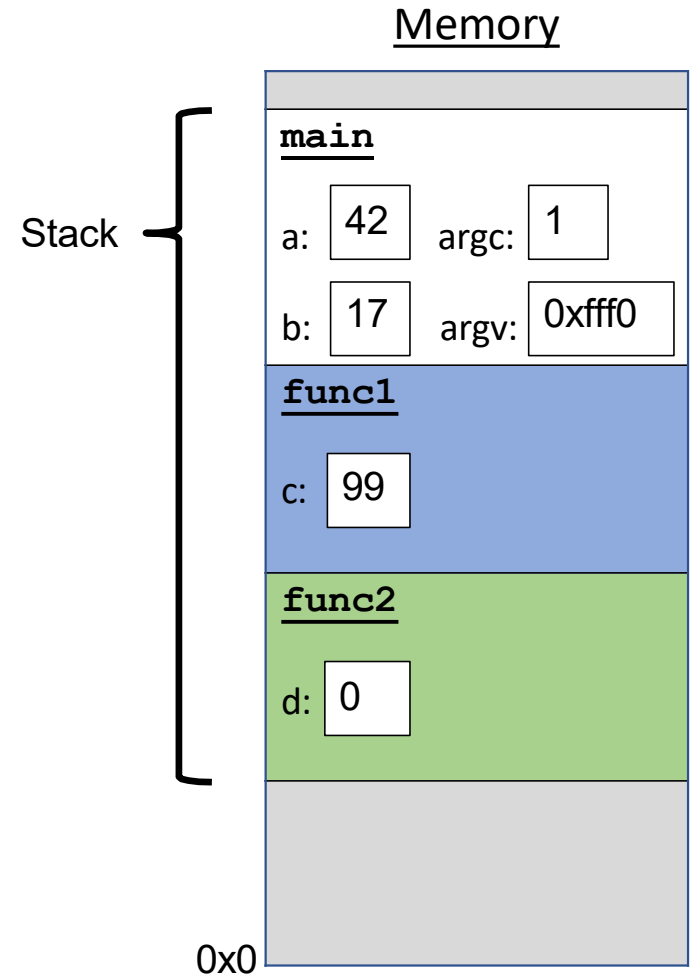 Memory
Stack
main
a: 42 argc: 1
b: 17 argv: 0xfff0
func1
c: 99
func2
d: 0
0x0